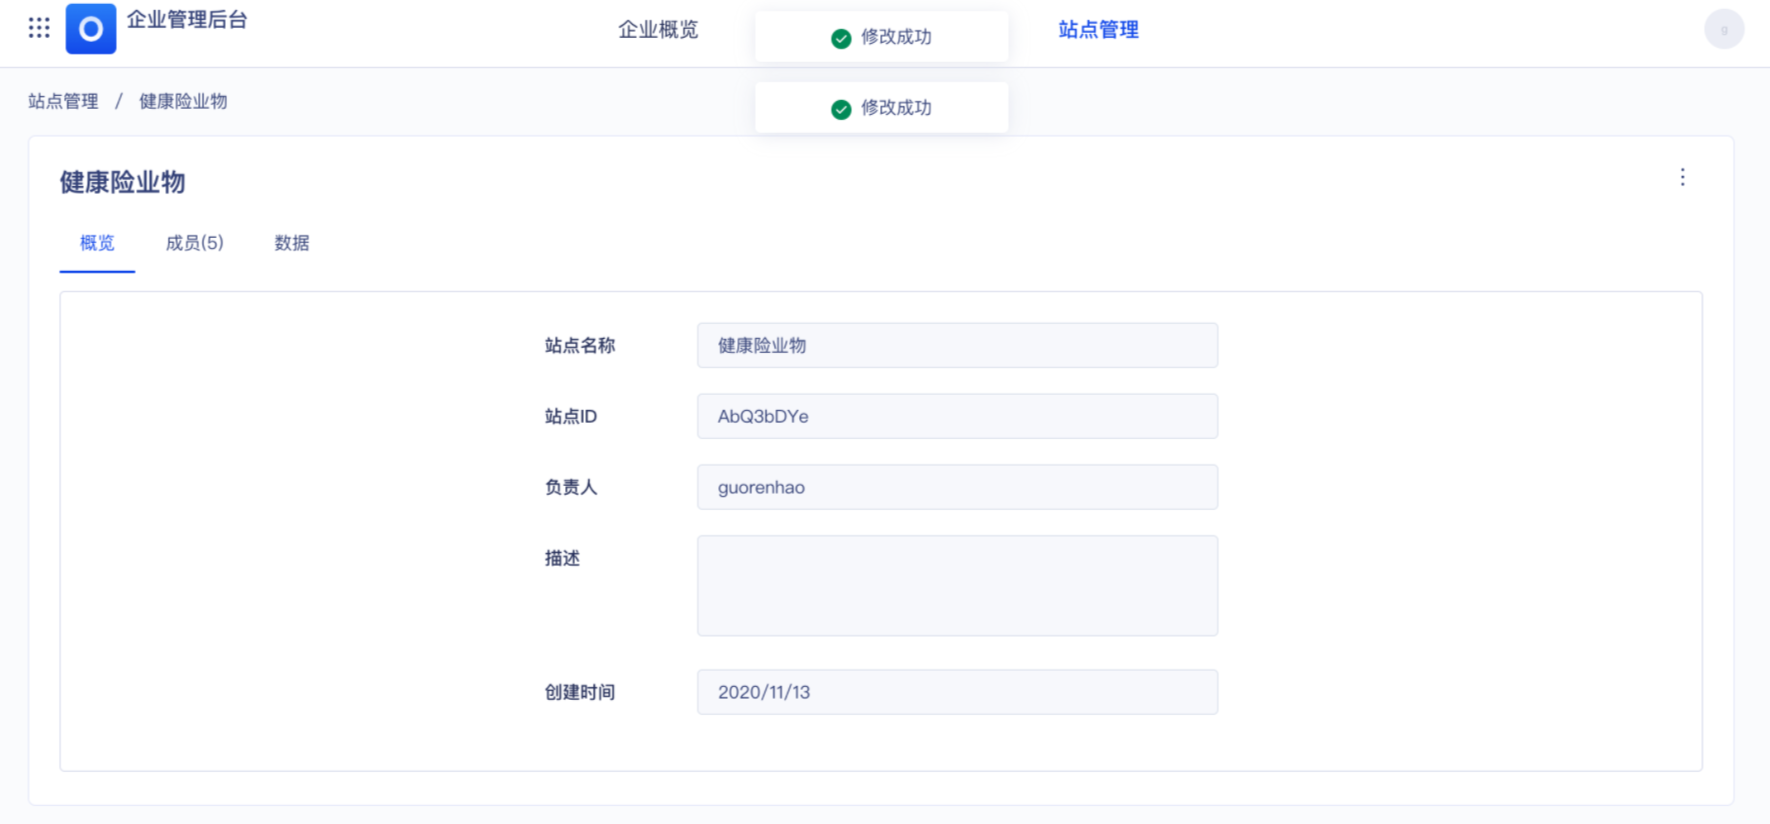 企业管理后台
企业概览
修改成功
站点管理
g
站点管理 / 健康险业物
修改成功
健康险业物
概览 成员(5) 数据
站点名称 健康险业物
站点ID AbQ3bDYe
负责人 guorenhao
描述
创建时间 2020/11/13